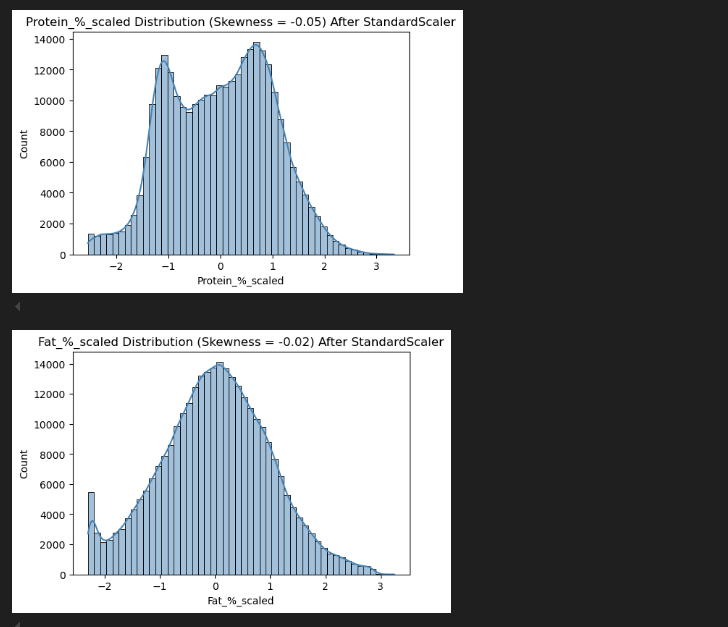 Protein_%_scaled Distribution (Skewness = -0.05) After StandardScaler
14000
12000
10000
8000
6000
4000
2000
0
Count
−2 −1 0 1 2 3
Protein_%_scaled
Fat_%_scaled Distribution (Skewness = -0.02) After StandardScaler
14000
12000
10000
8000
6000
4000
2000
0
Count
−2 −1 0 1 2 3
Fat_%_scaled